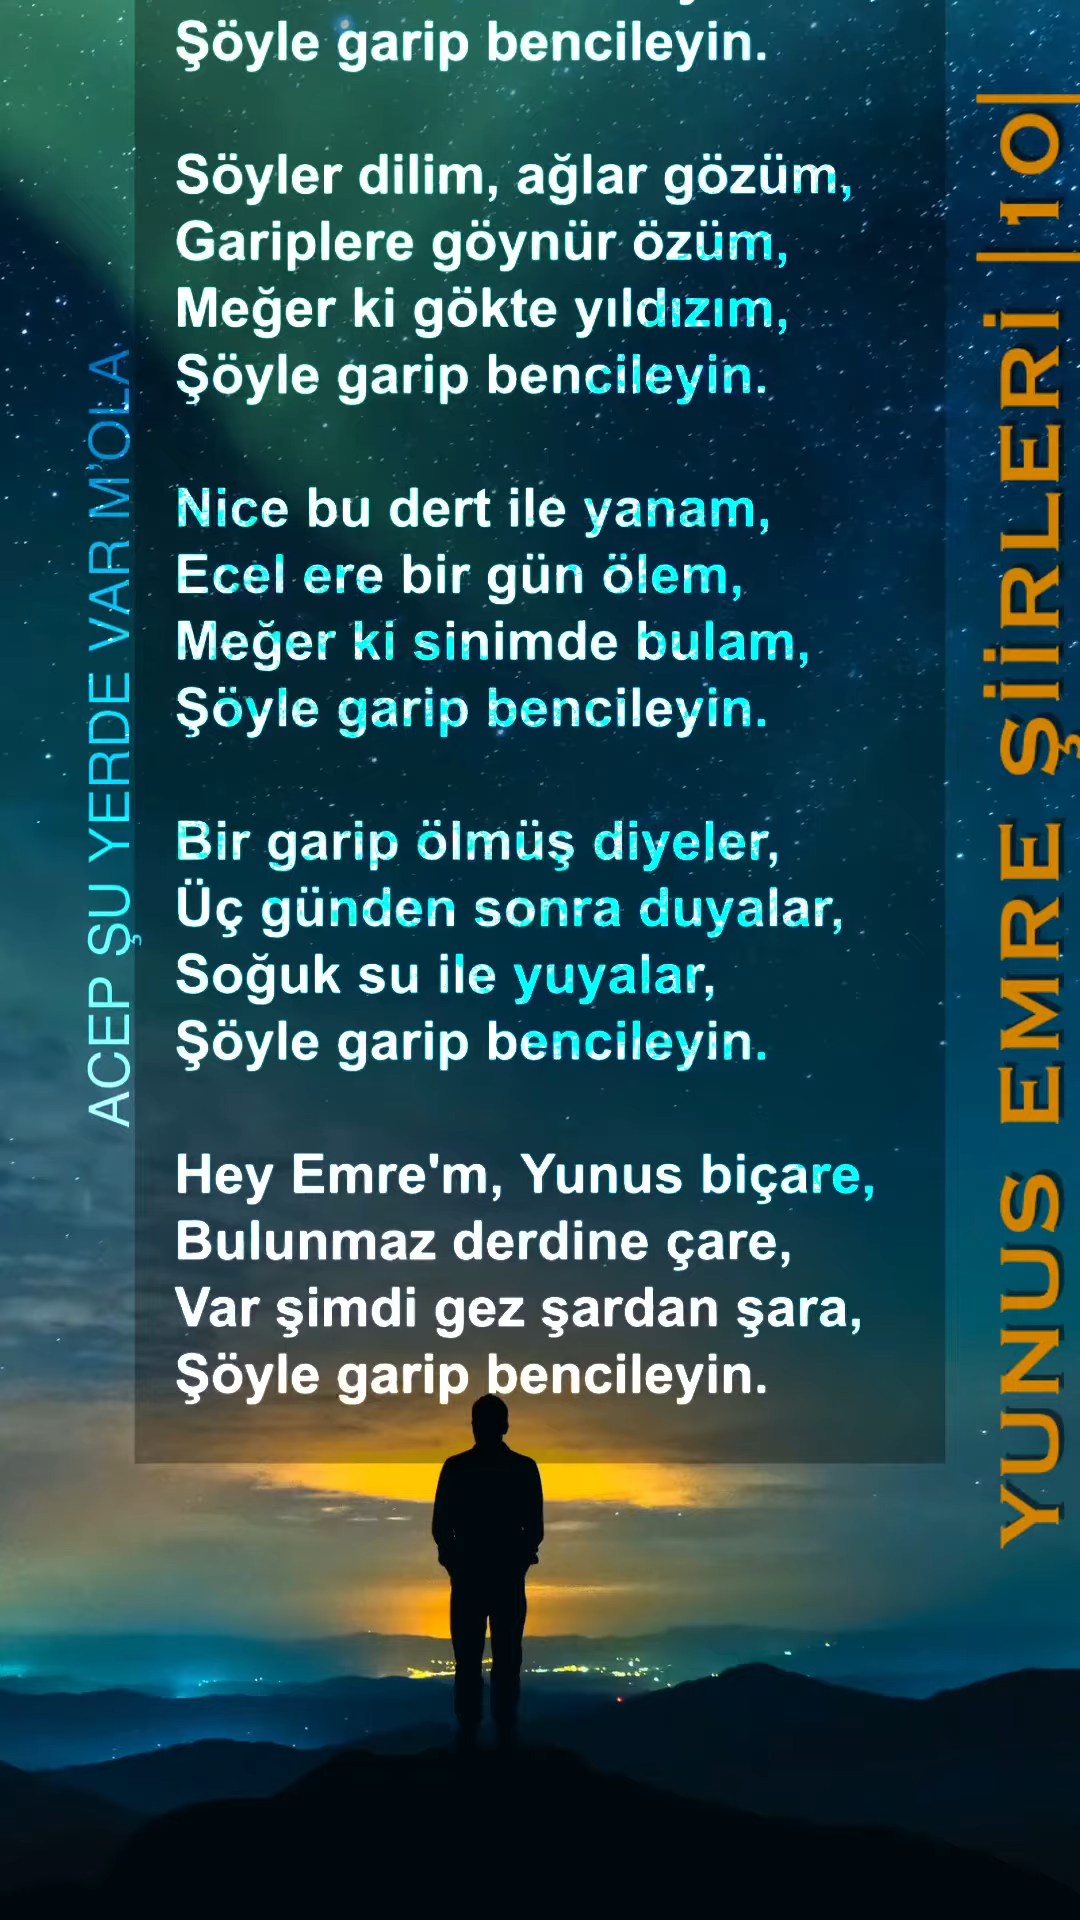 Şöyle garip bencileyin.
Söyler dilim, ağlar gözüm,
Gariplere göynür özüm,
Meğer ki gökte yıldızım,
Şöyle garip bencileyin.
Nice bu dert ile yanam,
Ecel ere bir gün ölem,
Meğer ki sinimde bulam,
Şöyle garip bencileyin.
Bir garip ölmüş diyeler,
Üç günden sonra duyalar,
Soğuk su ile yuyalar,
Şöyle garip bencileyin.
Hey Emre'm, Yunus biçare,
Bulunmaz derdine çare,
Var şimdi gez şardan şara,
Şöyle garip bencileyin.
ACEP ŞU YERDE VAR M'OLA
YUNUS EMRE ŞİİRLERİ |10|